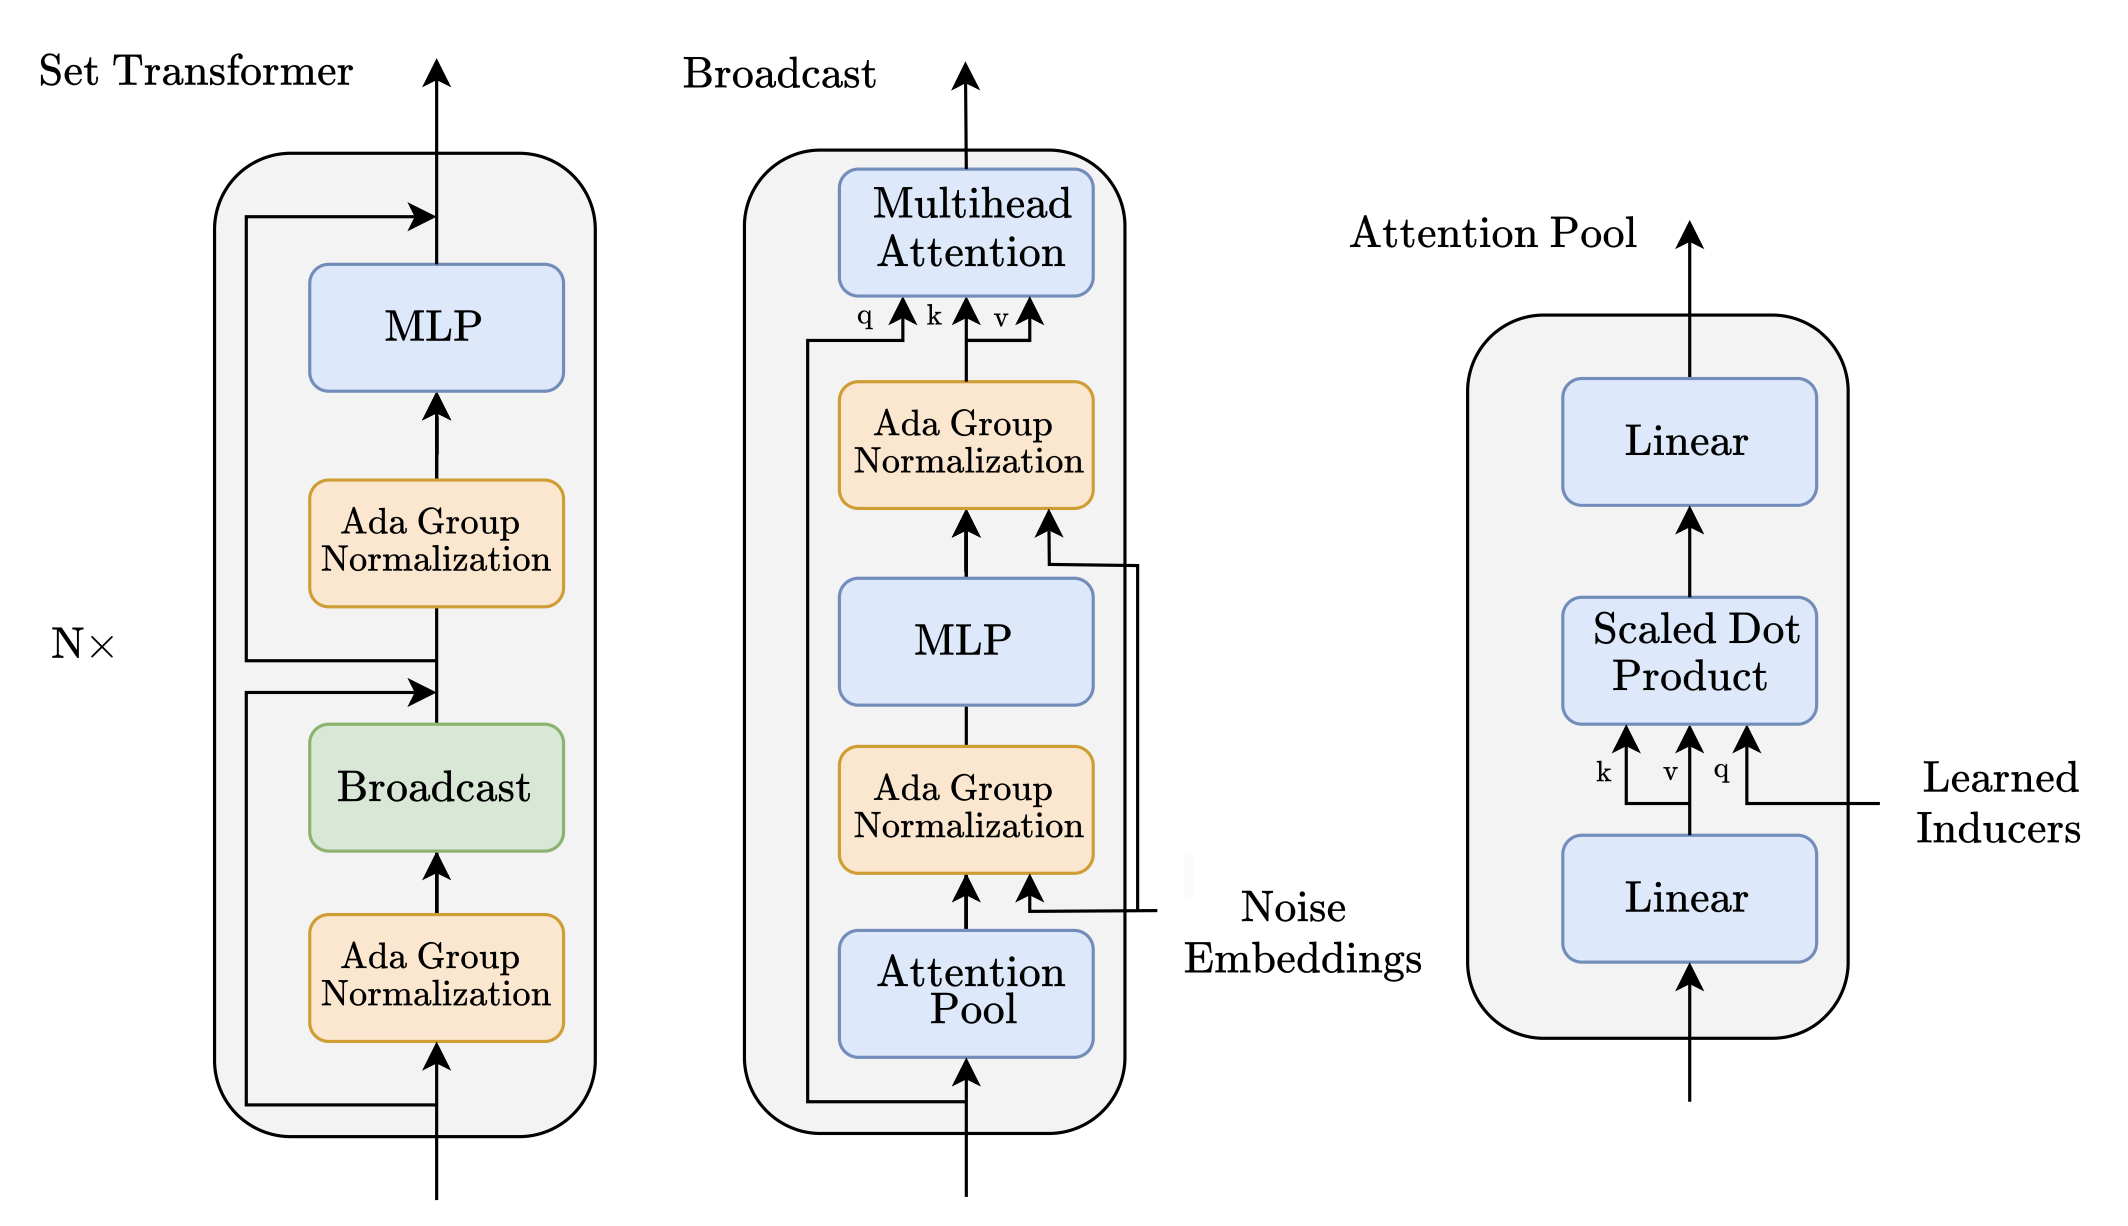 Set Transformer
MLP
Ada Group
Normalization
N×
Broadcast
Ada Group
Normalization
Broadcast
Multihead
Attention
q k v
Ada Group
Normalization
MLP
Ada Group
Normalization
Attention
Pool
Noise
Embeddings
Attention Pool
Linear
Scaled Dot
Product
k v q
Learned
Inducers
Linear